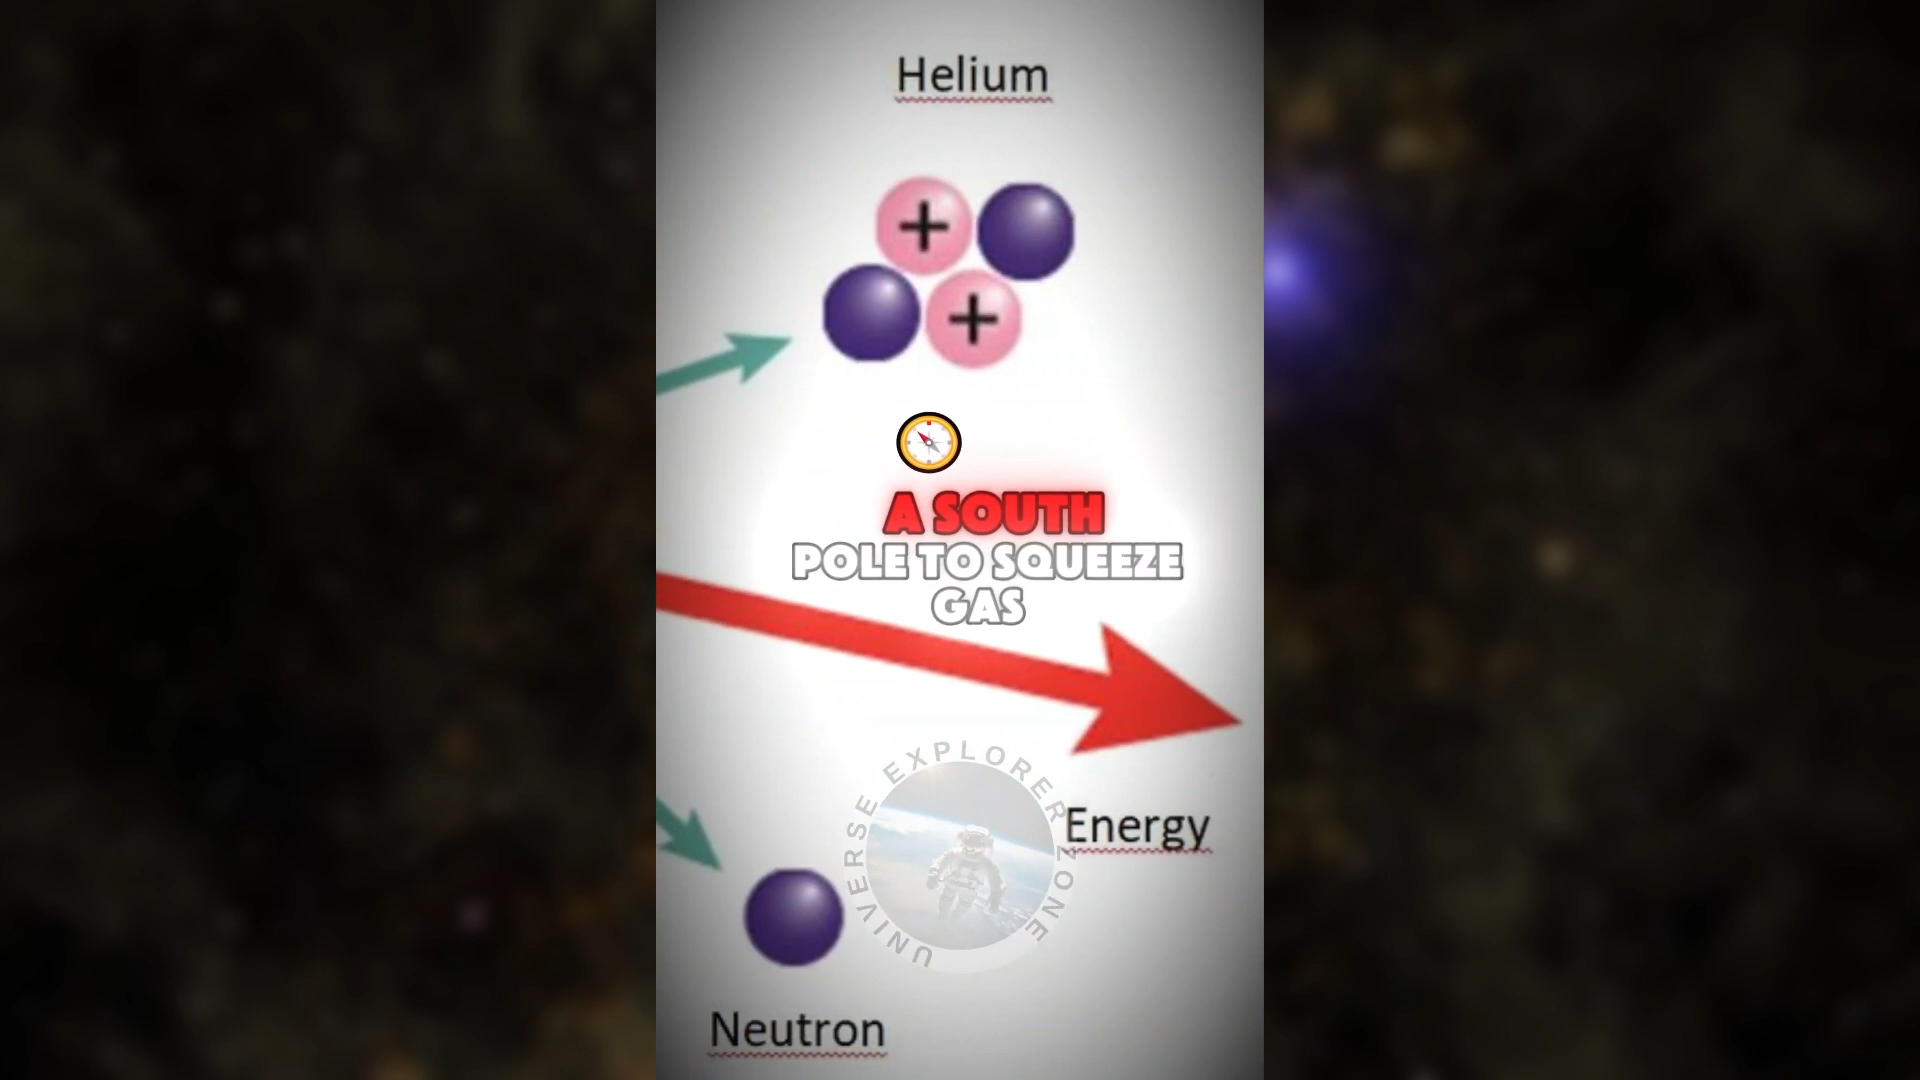 Helium
+
+
A SOUTH
POLE TO SQUEEZE
GAS
UNIVERSE EXPLORER ZONE
Energy
Neutron